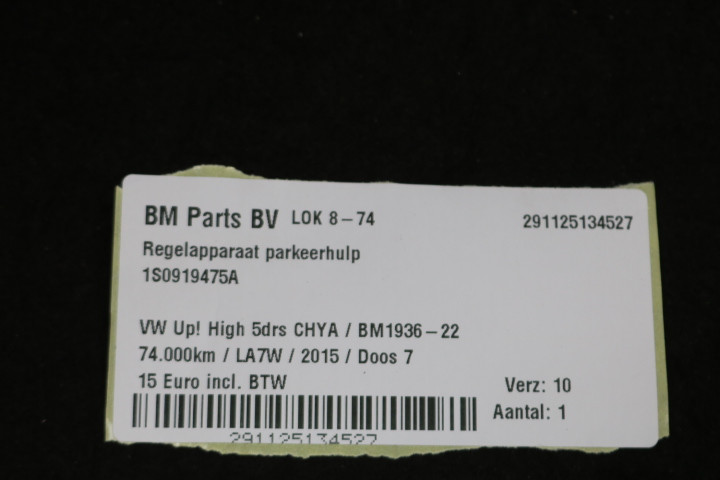 BM Parts BV LOK 8-74 291125134527
Regelapparaat parkeerhulp
1S0919475A
VW Up! High 5drs CHYA / BM1936-22
74.000km / LA7W / 2015 / Doos 7
15 Euro incl. BTW Verz: 10
Aantal: 1
291125134527